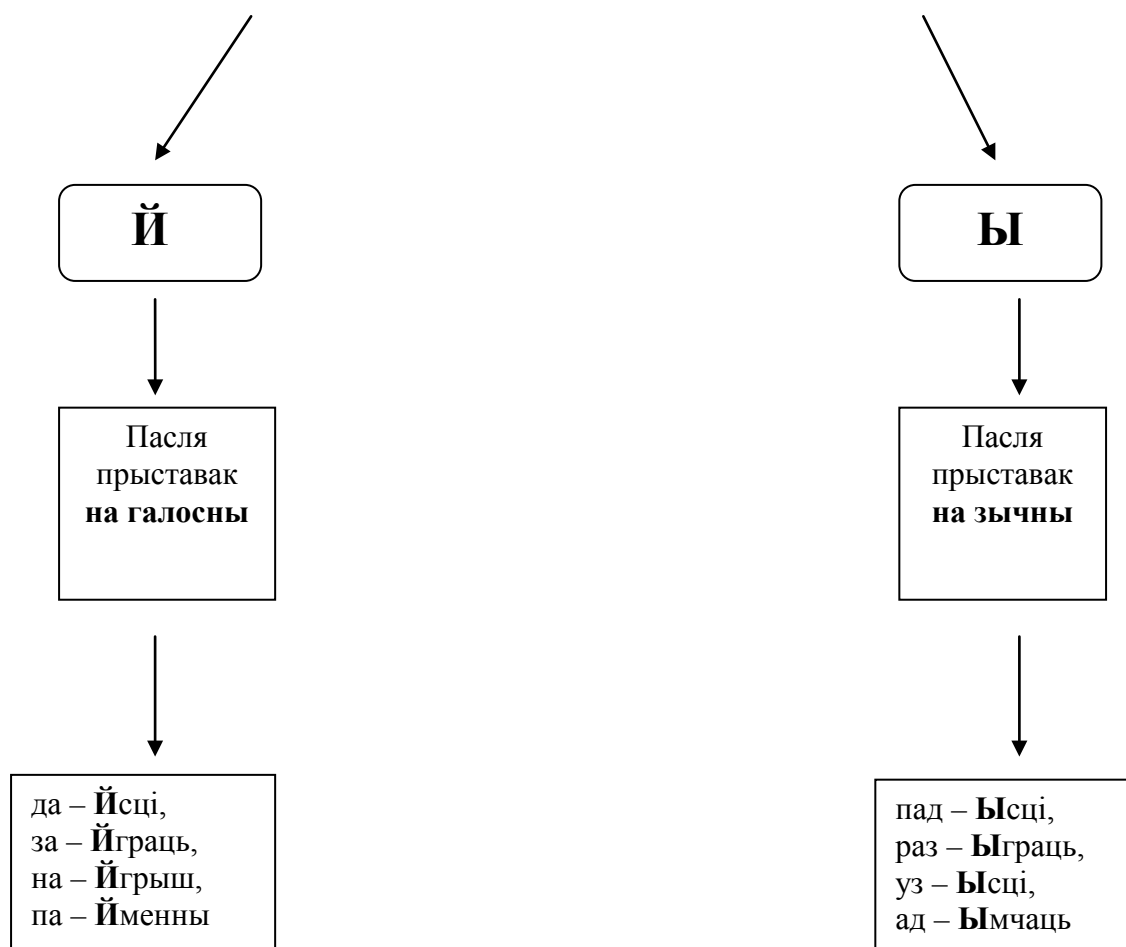 Й
Пасля
прыставак
на галосны
да – Йсці,
за – Йграць,
на – Йгрыш,
па – Йменны
Ы
Пасля
прыставак
на зычны
пад – Ысці,
раз – Ыграць,
уз – Ысці,
ад – Ымчаць